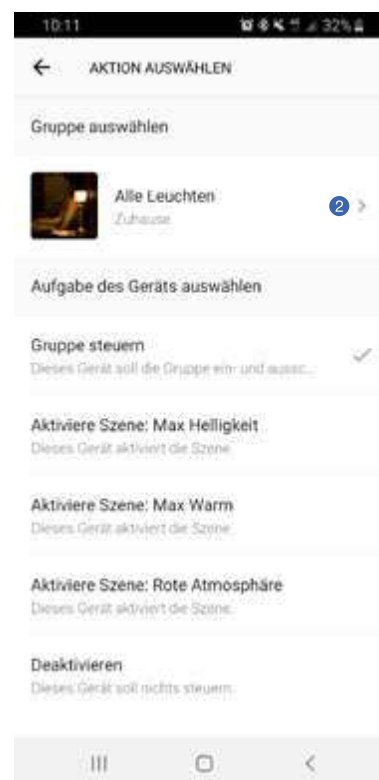 10:11 32%
AKTION AUSWÄHLEN
Gruppe auswählen
Alle Leuchten
Zuhause
2
Aufgabe des Geräts auswählen
Gruppe steuern
Dieses Gerät soll die Gruppe ein- und aussc...
Aktiviere Szene: Max Helligkeit
Dieses Gerät aktiviert die Szene.
Aktiviere Szene: Max Warm
Dieses Gerät aktiviert die Szene.
Aktiviere Szene: Rote Atmosphäre
Dieses Gerät aktiviert die Szene.
Deaktivieren
Dieses Gerät soll nichts steuern.